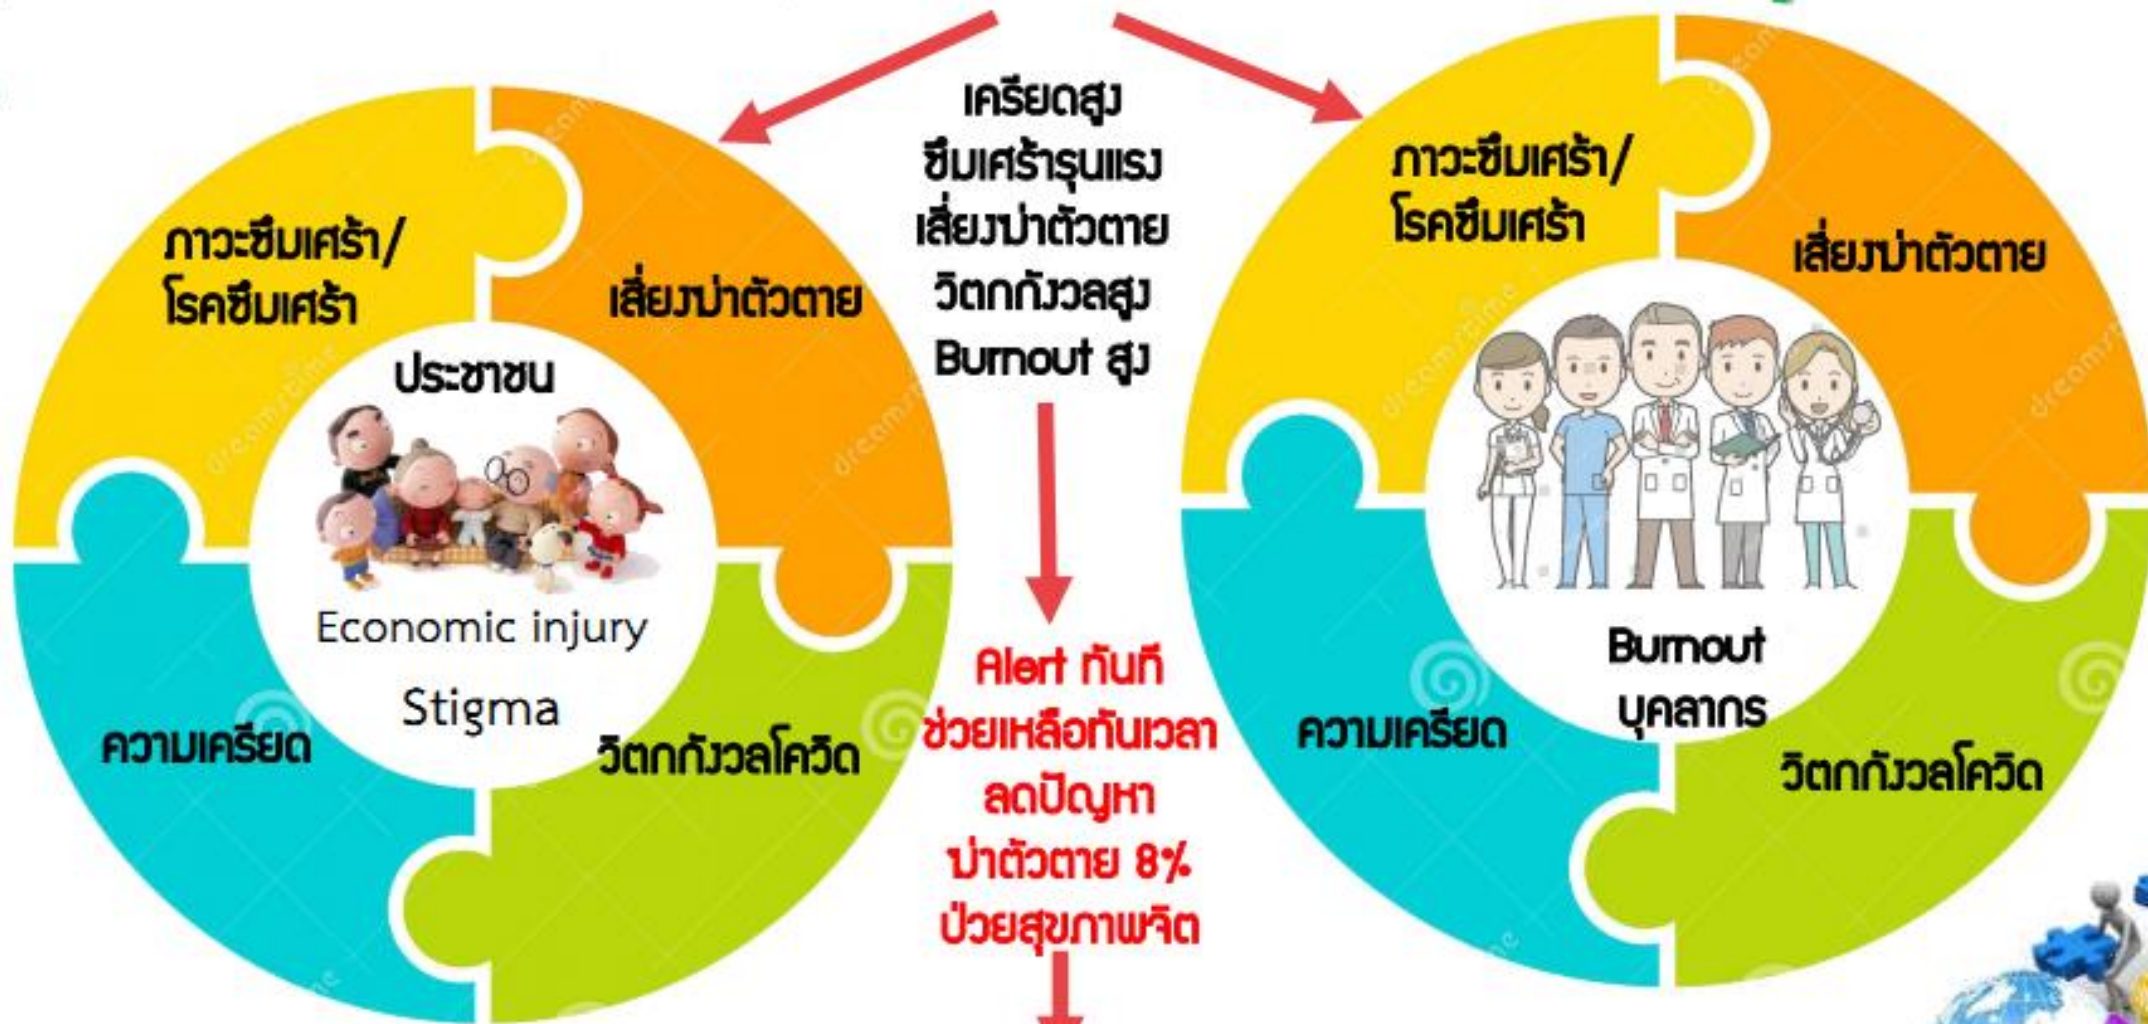 ภาวะซึมเศร้า/
โรคซึมเศร้า
เสี่ยงฆ่าตัวตาย
ประชาชน
Economic injury
Stigma
ความเครียด
วิตกกังวลโควิด
เครียดสูง
ซึมเศร้ารุนแรง
เสี่ยงฆ่าตัวตาย
วิตกกังวลสูง
Burnout สูง
Alert ทันที
ช่วยเหลือทันเวลา
ลดปัญหา
ฆ่าตัวตาย 8%
ป่วยสุขภาพจิต
ภาวะซึมเศร้า/
โรคซึมเศร้า
เสี่ยงฆ่าตัวตาย
Burnout
บุคลากร
ความเครียด
วิตกกังวลโควิด
dreamstime
dreamstime